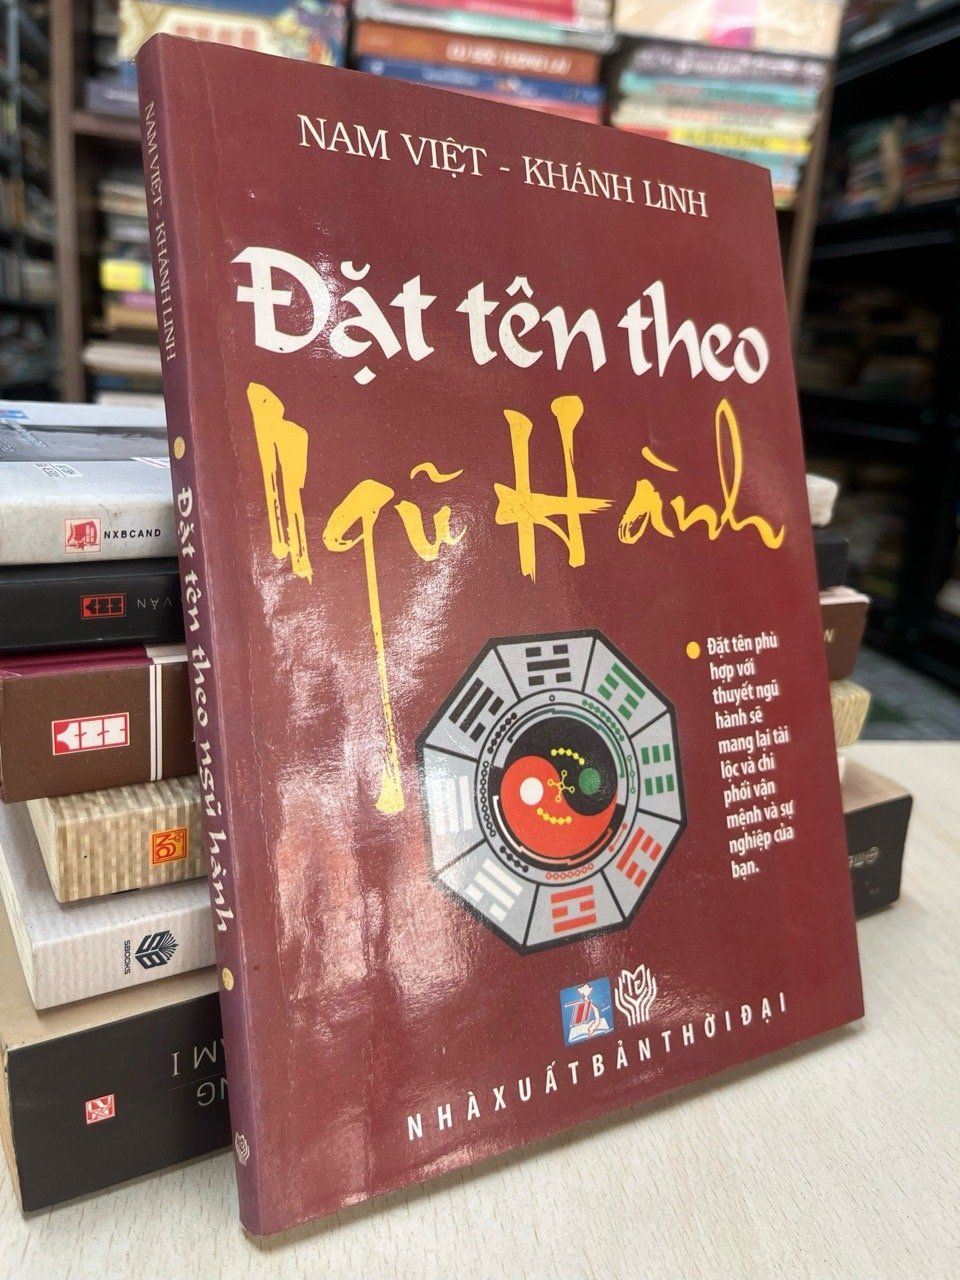 NAM VIỆT - KHÁNH LINH
Đặt tên theo
Ngũ Hành
Đặt tên phù
hợp với
thuyết ngũ
hành sẽ
mang lại tài
lộc và chi
phối vận
mệnh và sự
nghiệp của
bạn.
NHÀ XUẤT BẢN THỜI ĐẠI
NAM VIỆT - KHÁNH LINH
Đặt tên theo ngũ hành
NXBCAND
VĂN
SBOOKS